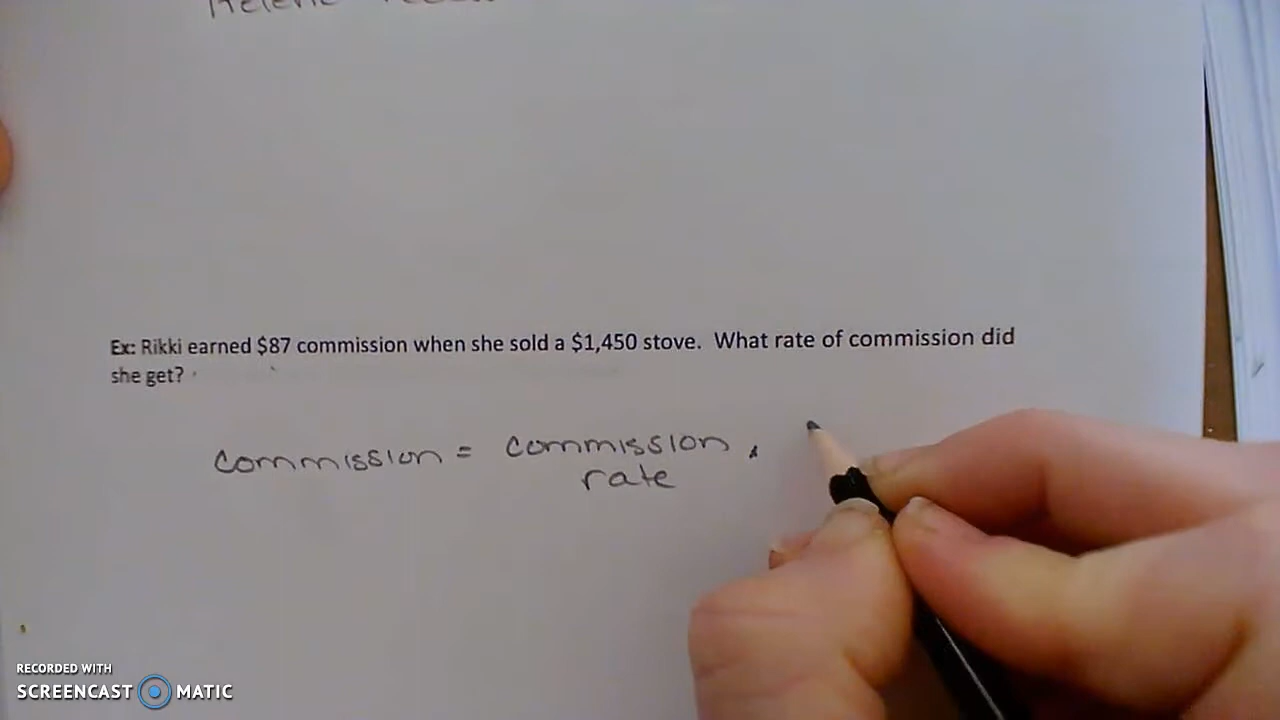 Ex: Rikki earned $87 commission when she sold a $1,450 stove. What rate of commission did
she get?
commission = commission ·
rate
RECORDED WITH
SCREENCAST MATIC